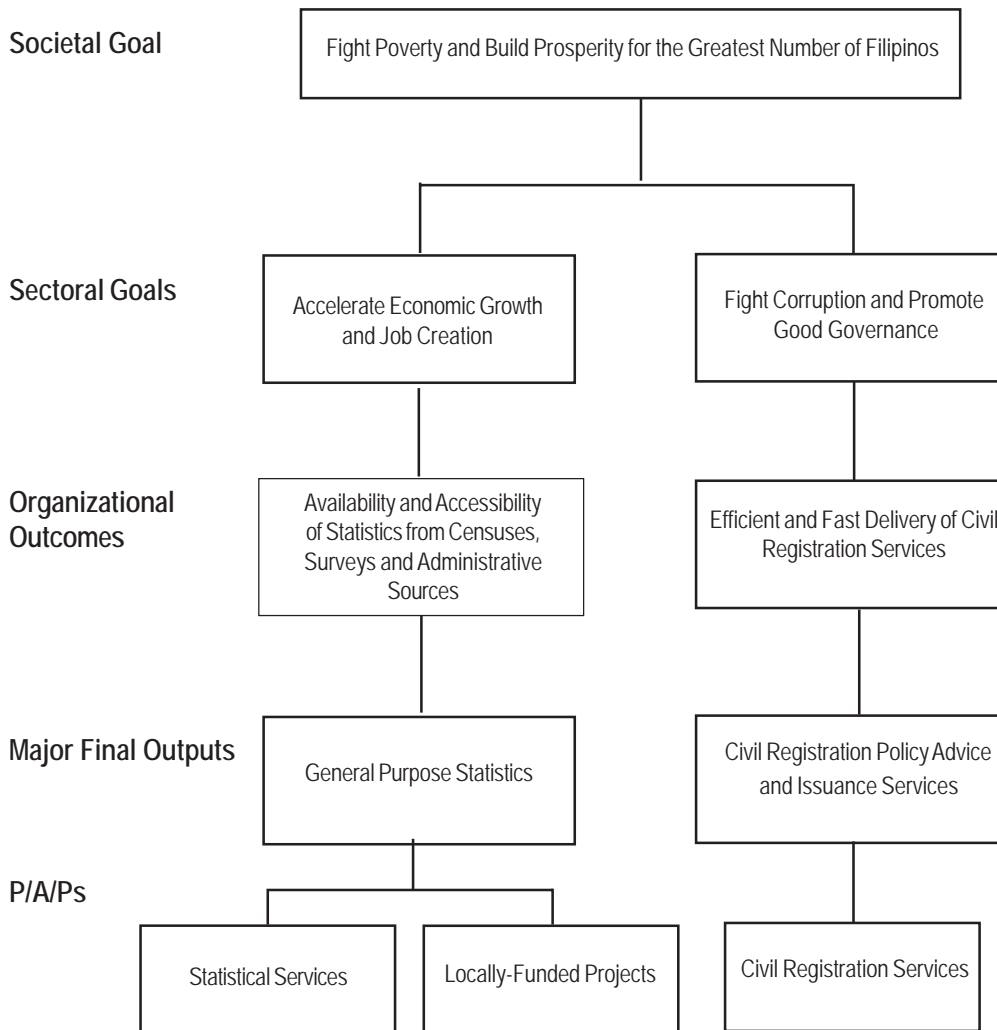 Societal Goal
Fight Poverty and Build Prosperity for the Greatest Number of Filipinos
Sectoral Goals
Accelerate Economic Growth
and Job Creation
Fight Corruption and Promote
Good Governance
Organizational
Outcomes
Availability and Accessibility
of Statistics from Censuses,
Surveys and Administrative
Sources
Efficient and Fast Delivery of Civil
Registration Services
Major Final Outputs
General Purpose Statistics
Civil Registration Policy Advice
and Issuance Services
P/A/Ps
Statistical Services
Locally-Funded Projects
Civil Registration Services